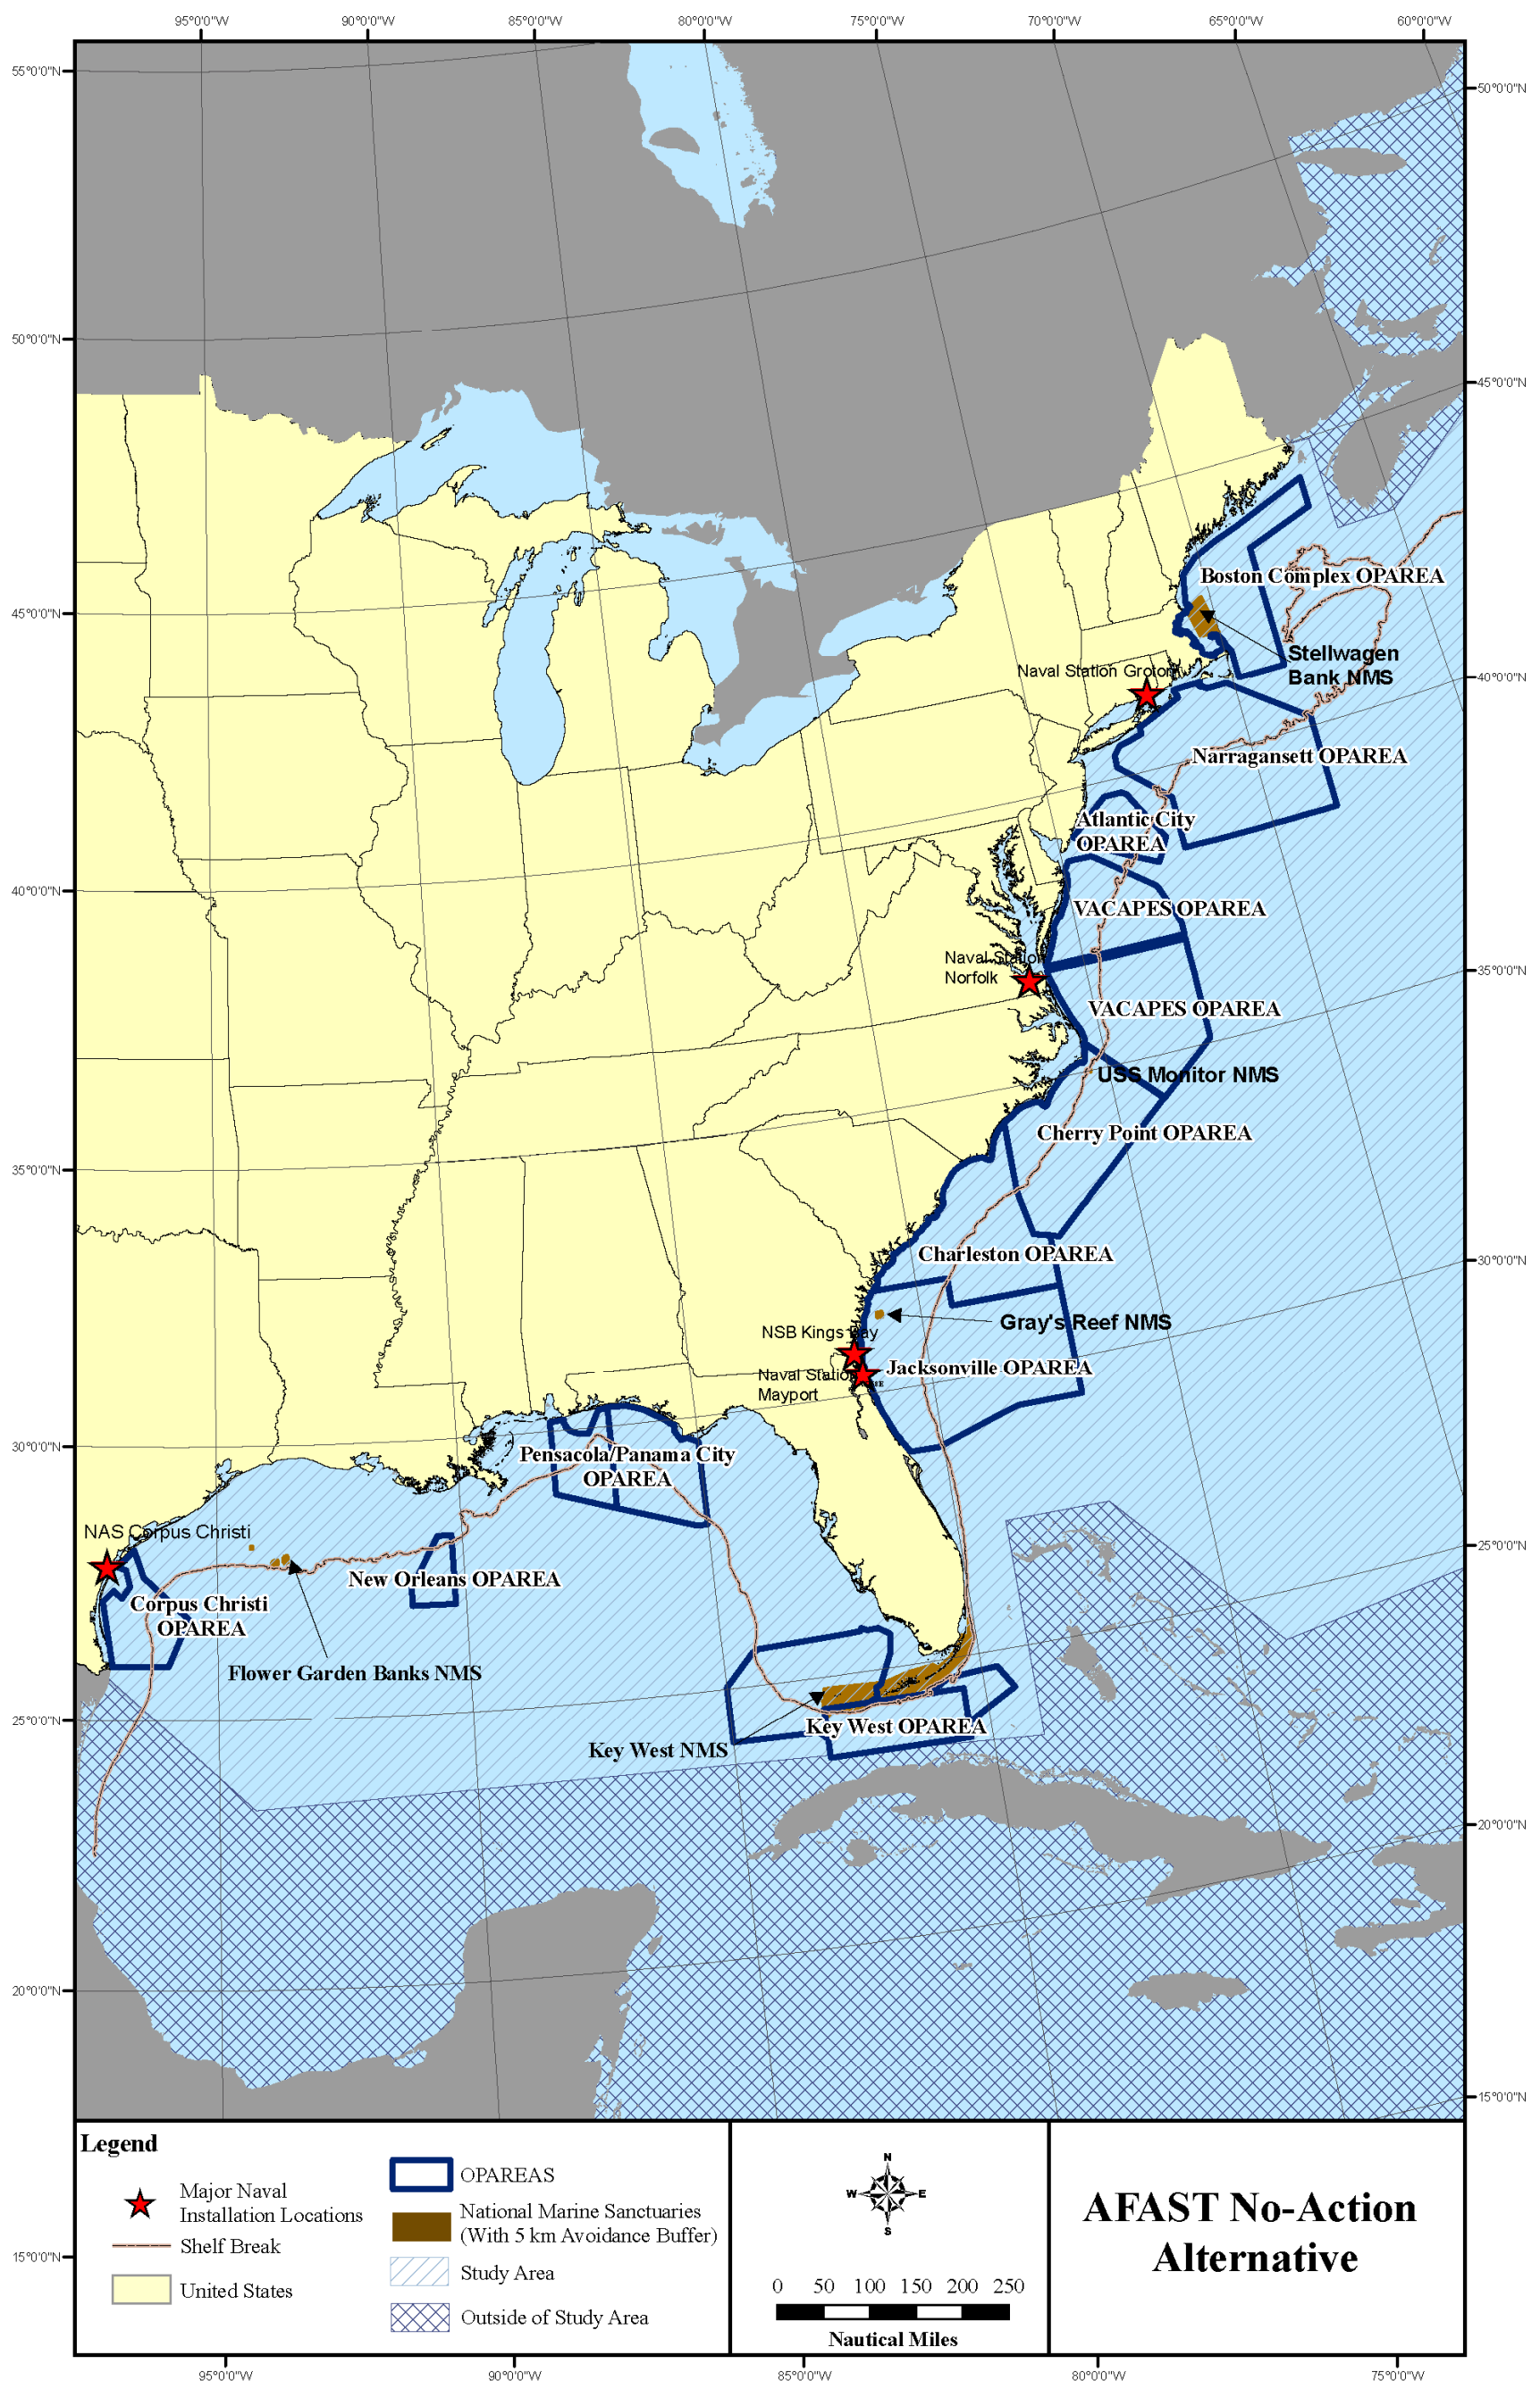 95°0'0"W 90°0'0"W 85°0'0"W 80°0'0"W 75°0'0"W 70°0'0"W 65°0'0"W 60°0'0"W
55°0'0"N
50°0'0"N
50°0'0"N
45°0'0"N
Boston Complex OPAREA
45°0'0"N
Stellwagen
Bank NMS
Naval Station Groton
40°0'0"N
Narragansett OPAREA
Atlantic City
OPAREA
40°0'0"N
VACAPES OPAREA
Naval Station
Norfolk
35°0'0"N
VACAPES OPAREA
USS Monitor NMS
Cherry Point OPAREA
35°0'0"N
Charleston OPAREA
30°0'0"N
Gray's Reef NMS
NSB Kings Bay
Jacksonville OPAREA
Naval Station
Mayport
30°0'0"N
Pensacola/Panama City
OPAREA
NAS Corpus Christi
25°0'0"N
New Orleans OPAREA
Corpus Christi
OPAREA
Flower Garden Banks NMS
25°0'0"N
Key West OPAREA
Key West NMS
20°0'0"N
20°0'0"N
15°0'0"N
Legend
Major Naval
Installation Locations
Shelf Break
United States
OPAREAS
National Marine Sanctuaries
(With 5 km Avoidance Buffer)
Study Area
Outside of Study Area
N
W E
S
0 50 100 150 200 250
Nautical Miles
AFAST No-Action
Alternative
15°0'0"N
95°0'0"W 90°0'0"W 85°0'0"W 80°0'0"W 75°0'0"W